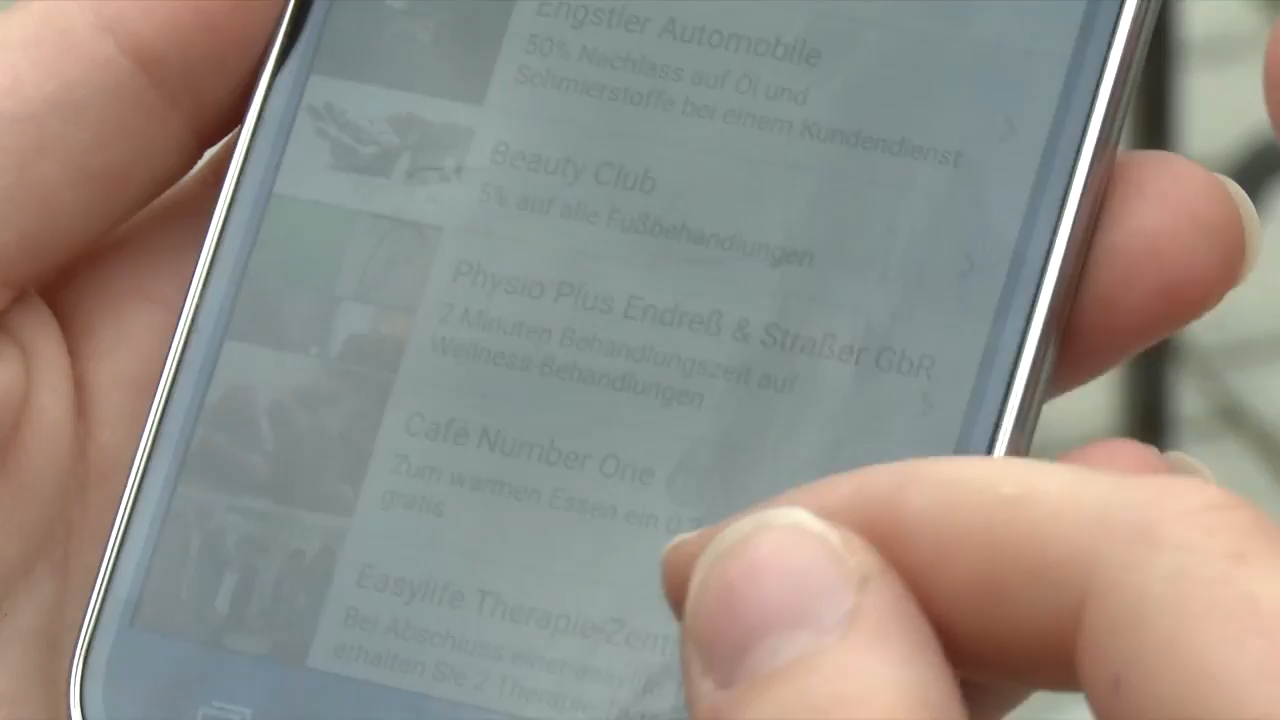 Engstler Automobile
50% Nachlass auf Öl und
Schmierstoffe bei einem Kundendienst
Beauty Club
5% auf alle Fußbehandlungen
Physio Plus Endreß & Straßer GbR
2 Minuten Behandlungszeit auf
Wellness-Behandlungen
Café Number One
Zum warmen Essen ein
gratis
Easylife Therapie-Zent
Bei Abschluss einer
erhalten Sie 2